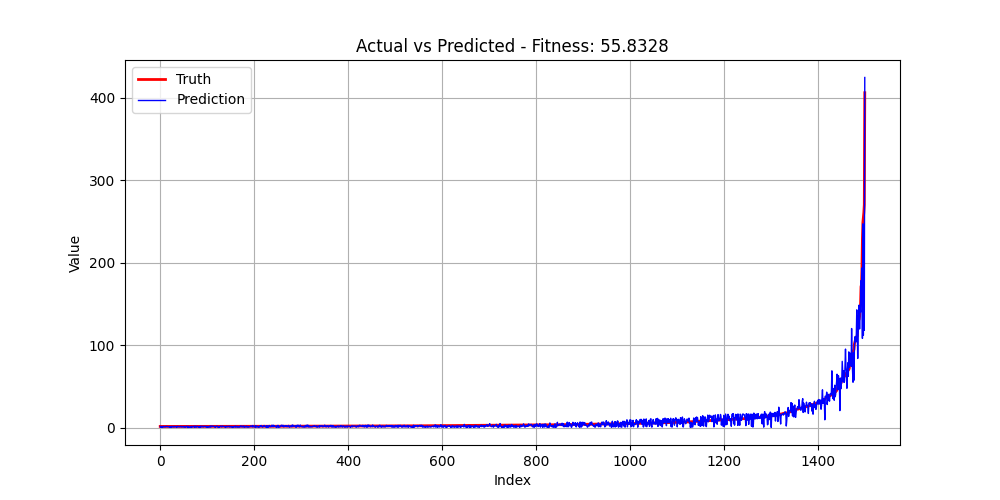 Actual vs Predicted - Fitness: 55.8328
Truth
Prediction
Value
400
300
200
100
0
0 200 400 600 800 1000 1200 1400
Index